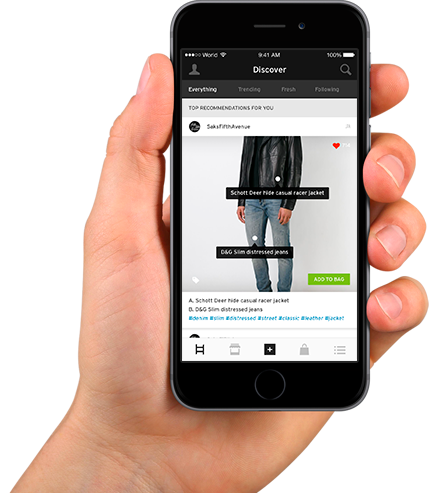 World 9:41 AM 100%
Discover
Everything Trending Fresh Following
TOP RECOMMENDATIONS FOR YOU
SaksFifthAvenue
Schott Deer hide casual racer jacket
D&G Slim distressed jeans
ADD TO BAG
A. Schott Deer hide casual racer jacket
B. D&G Slim distressed jeans
#denim #slim #distressed #street #classic #leather #jacket